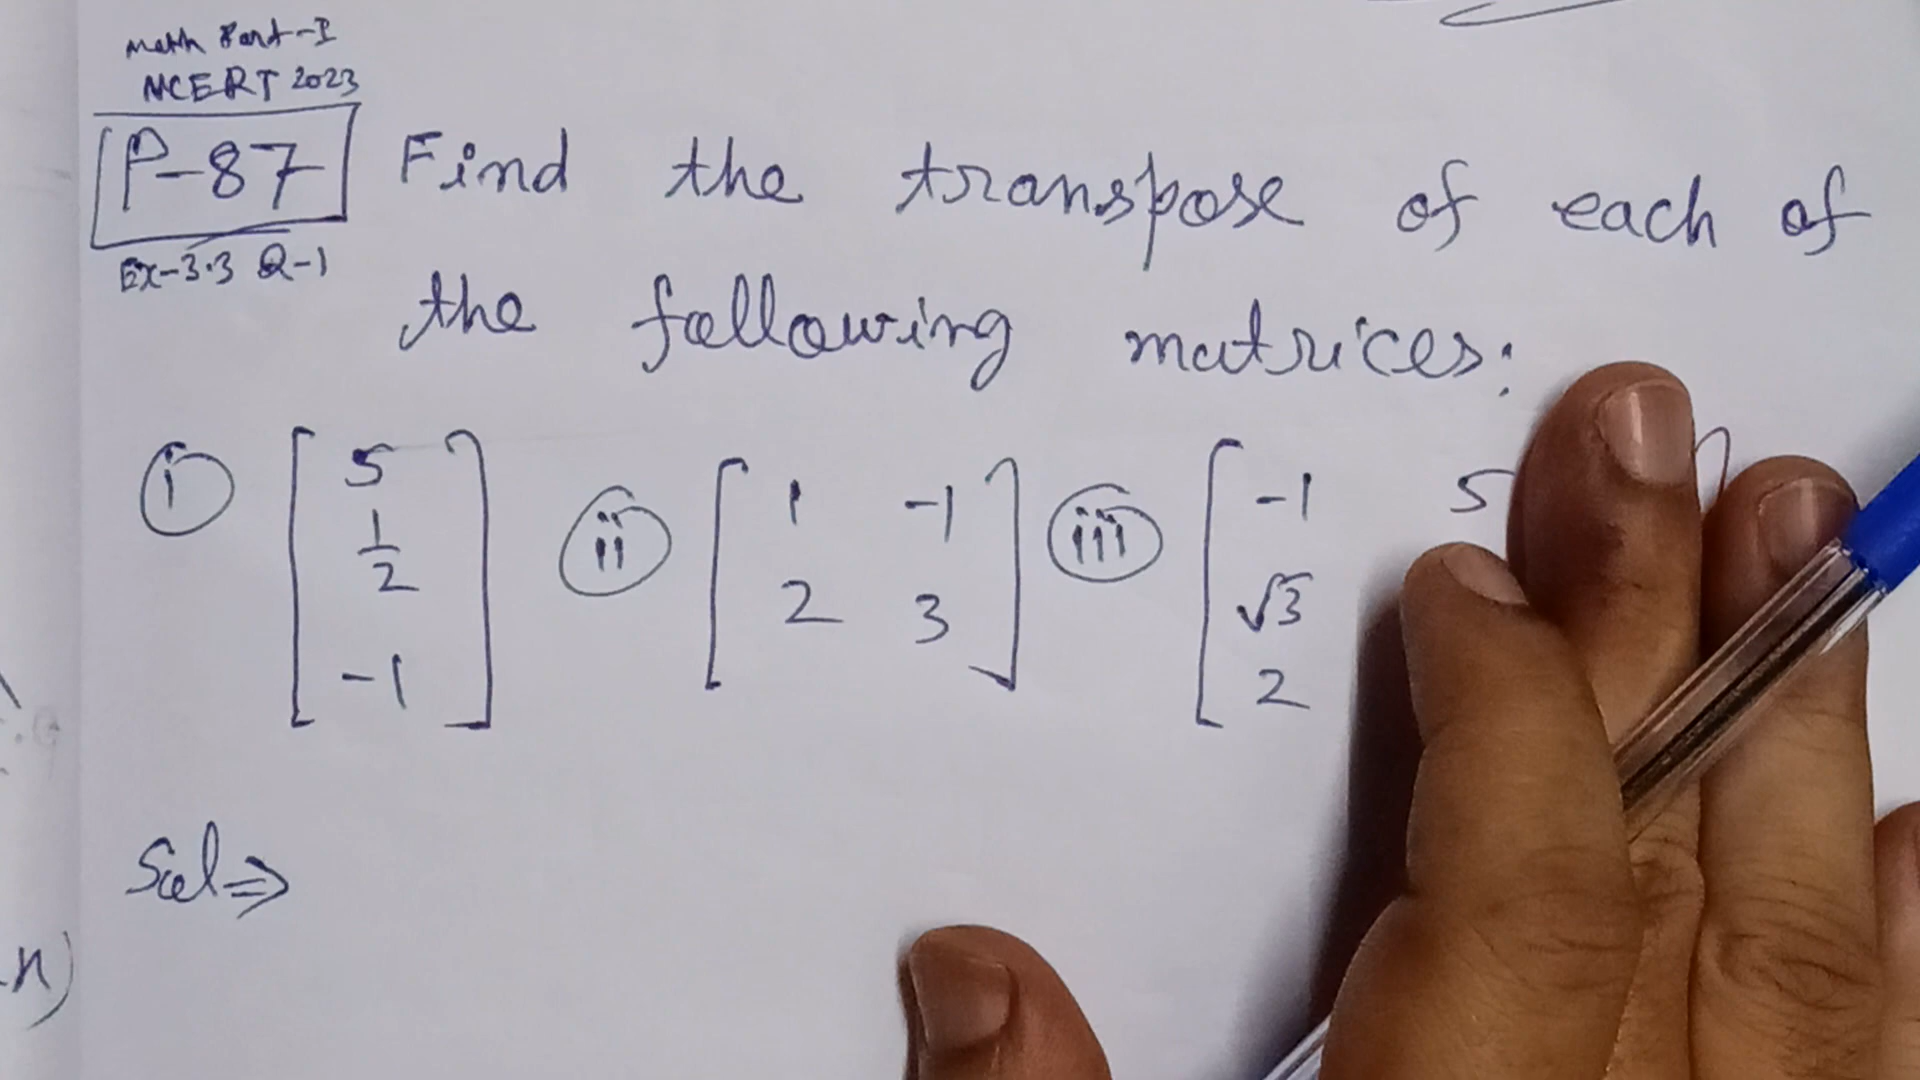 Math Part-I
NCERT 2023
P-87 Find the transpose of each of
Ex-3.3 Q-1
the following matrices:
(i) [5 1/2 -1] (ii) [1 -1 2 3] (iii) [-1 5 √3 2
Sol⇒
n)